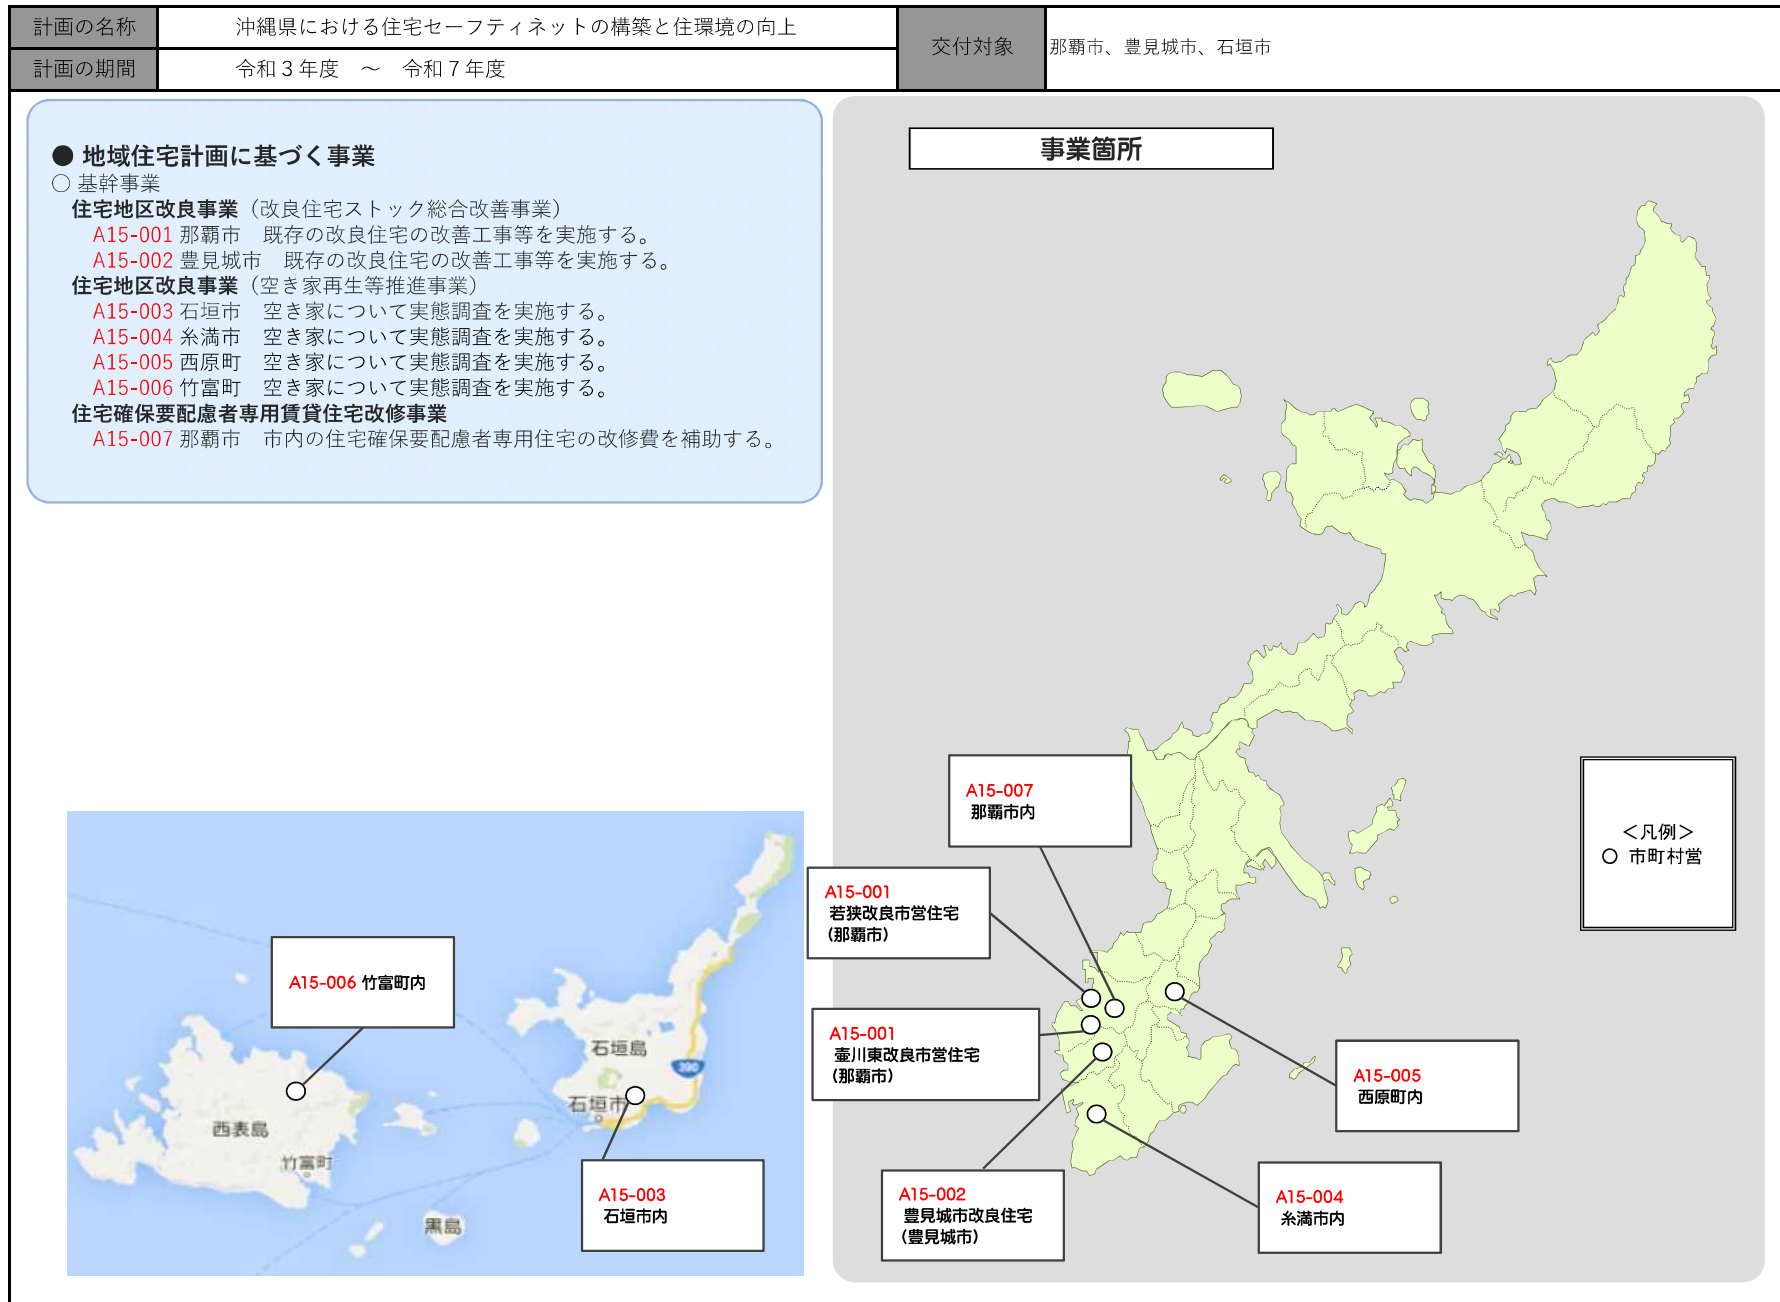 計画の名称
沖縄県における住宅セーフティネットの構築と住環境の向上
交付対象
那覇市、豊見城市、石垣市
計画の期間
令和３年度　～　令和７年度
● 地域住宅計画に基づく事業
○ 基幹事業
住宅地区改良事業（改良住宅ストック総合改善事業）
A15-001 那覇市　既存の改良住宅の改善工事等を実施する。
A15-002 豊見城市　既存の改良住宅の改善工事等を実施する。
住宅地区改良事業（空き家再生等推進事業）
A15-003 石垣市　空き家について実態調査を実施する。
A15-004 糸満市　空き家について実態調査を実施する。
A15-005 西原町　空き家について実態調査を実施する。
A15-006 竹富町　空き家について実態調査を実施する。
住宅確保要配慮者専用賃貸住宅改修事業
A15-007 那覇市　市内の住宅確保要配慮者専用住宅の改修費を補助する。
事業箇所
A15-007
那覇市内
A15-001
若狭改良市営住宅
(那覇市)
A15-001
壷川東改良市営住宅
(那覇市)
A15-002
豊見城市改良住宅
(豊見城市)
A15-004
糸満市内
A15-005
西原町内
＜凡例＞
○ 市町村営
A15-006 竹富町内
A15-003
石垣市内
石垣島
390
石垣市
西表島
竹富町
黒島